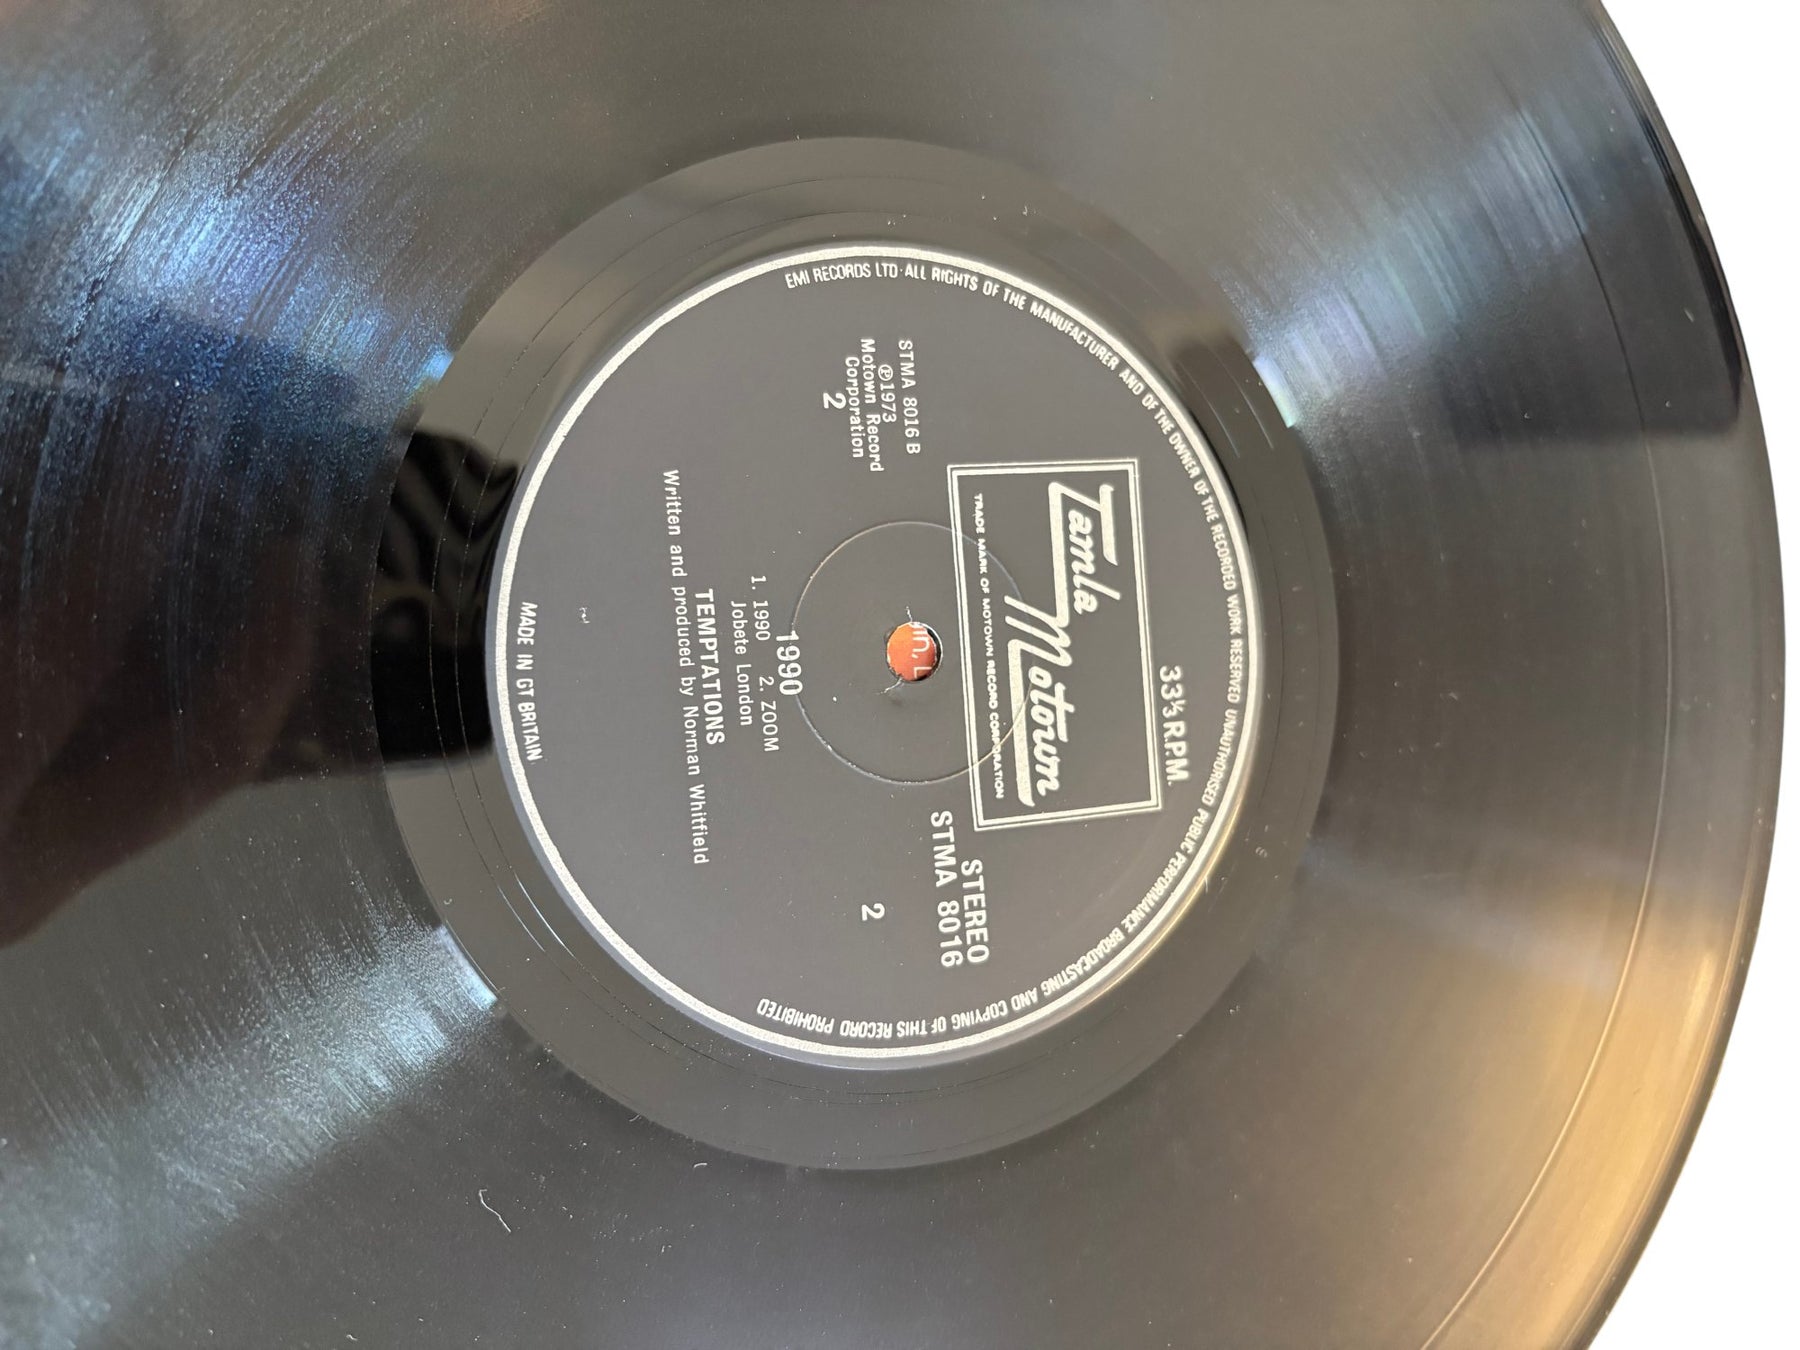 EMI RECORDS LTD·ALL RIGHTS OF THE MANUFACTURER AND OF THE OWNER OF THE RECORDED WORK RESERVED UNAUTHORISED PUBLIC PERFORMANCE BROADCASTING AND COPYING OF THIS RECORD PROHIBITED
33⅓ R.P.M.
Tamla
Motown
TRADE MARK OF MOTOWN RECORD CORPORATION
STMA 8016 B
℗1973
Motown Record
Corporation
2
STEREO
STMA 8016
2
1990
1. 1990 2. ZOOM
Jobete London
TEMPTATIONS
Written and produced by Norman Whitfield
MADE IN GT BRITAIN